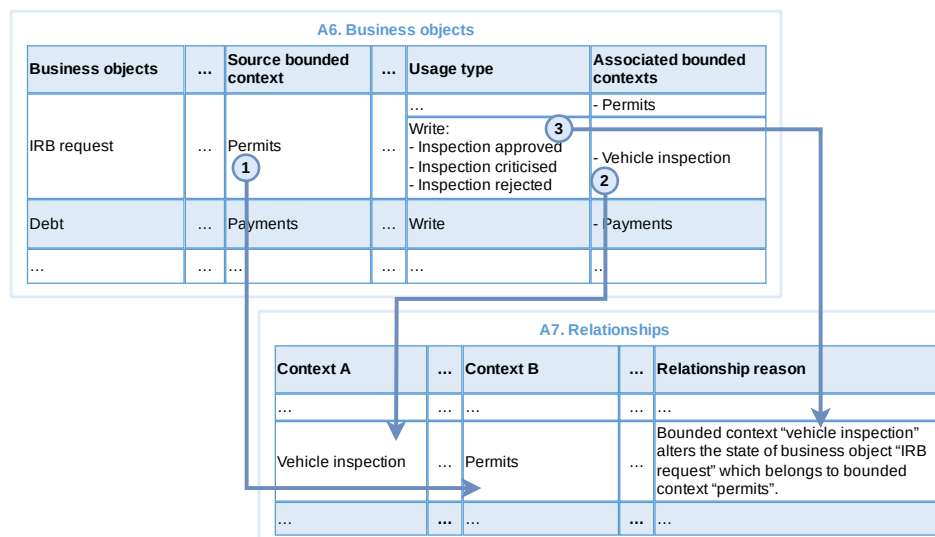 A6. Business objects
Business objects ... Source bounded context ... Usage type Associated bounded contexts
... - Permits
IRB request ... Permits ... Write:
- Inspection approved
- Inspection criticised
- Inspection rejected
- Vehicle inspection
1
2
3
Debt ... Payments ... Write - Payments
... ... ... ... ... ...
A7. Relationships
Context A ... Context B ... Relationship reason
... ... ... ... ...
Vehicle inspection ... Permits ... Bounded context “vehicle inspection”
alters the state of business object “IRB
request” which belongs to bounded
context “permits”.
... ... ... ... ...